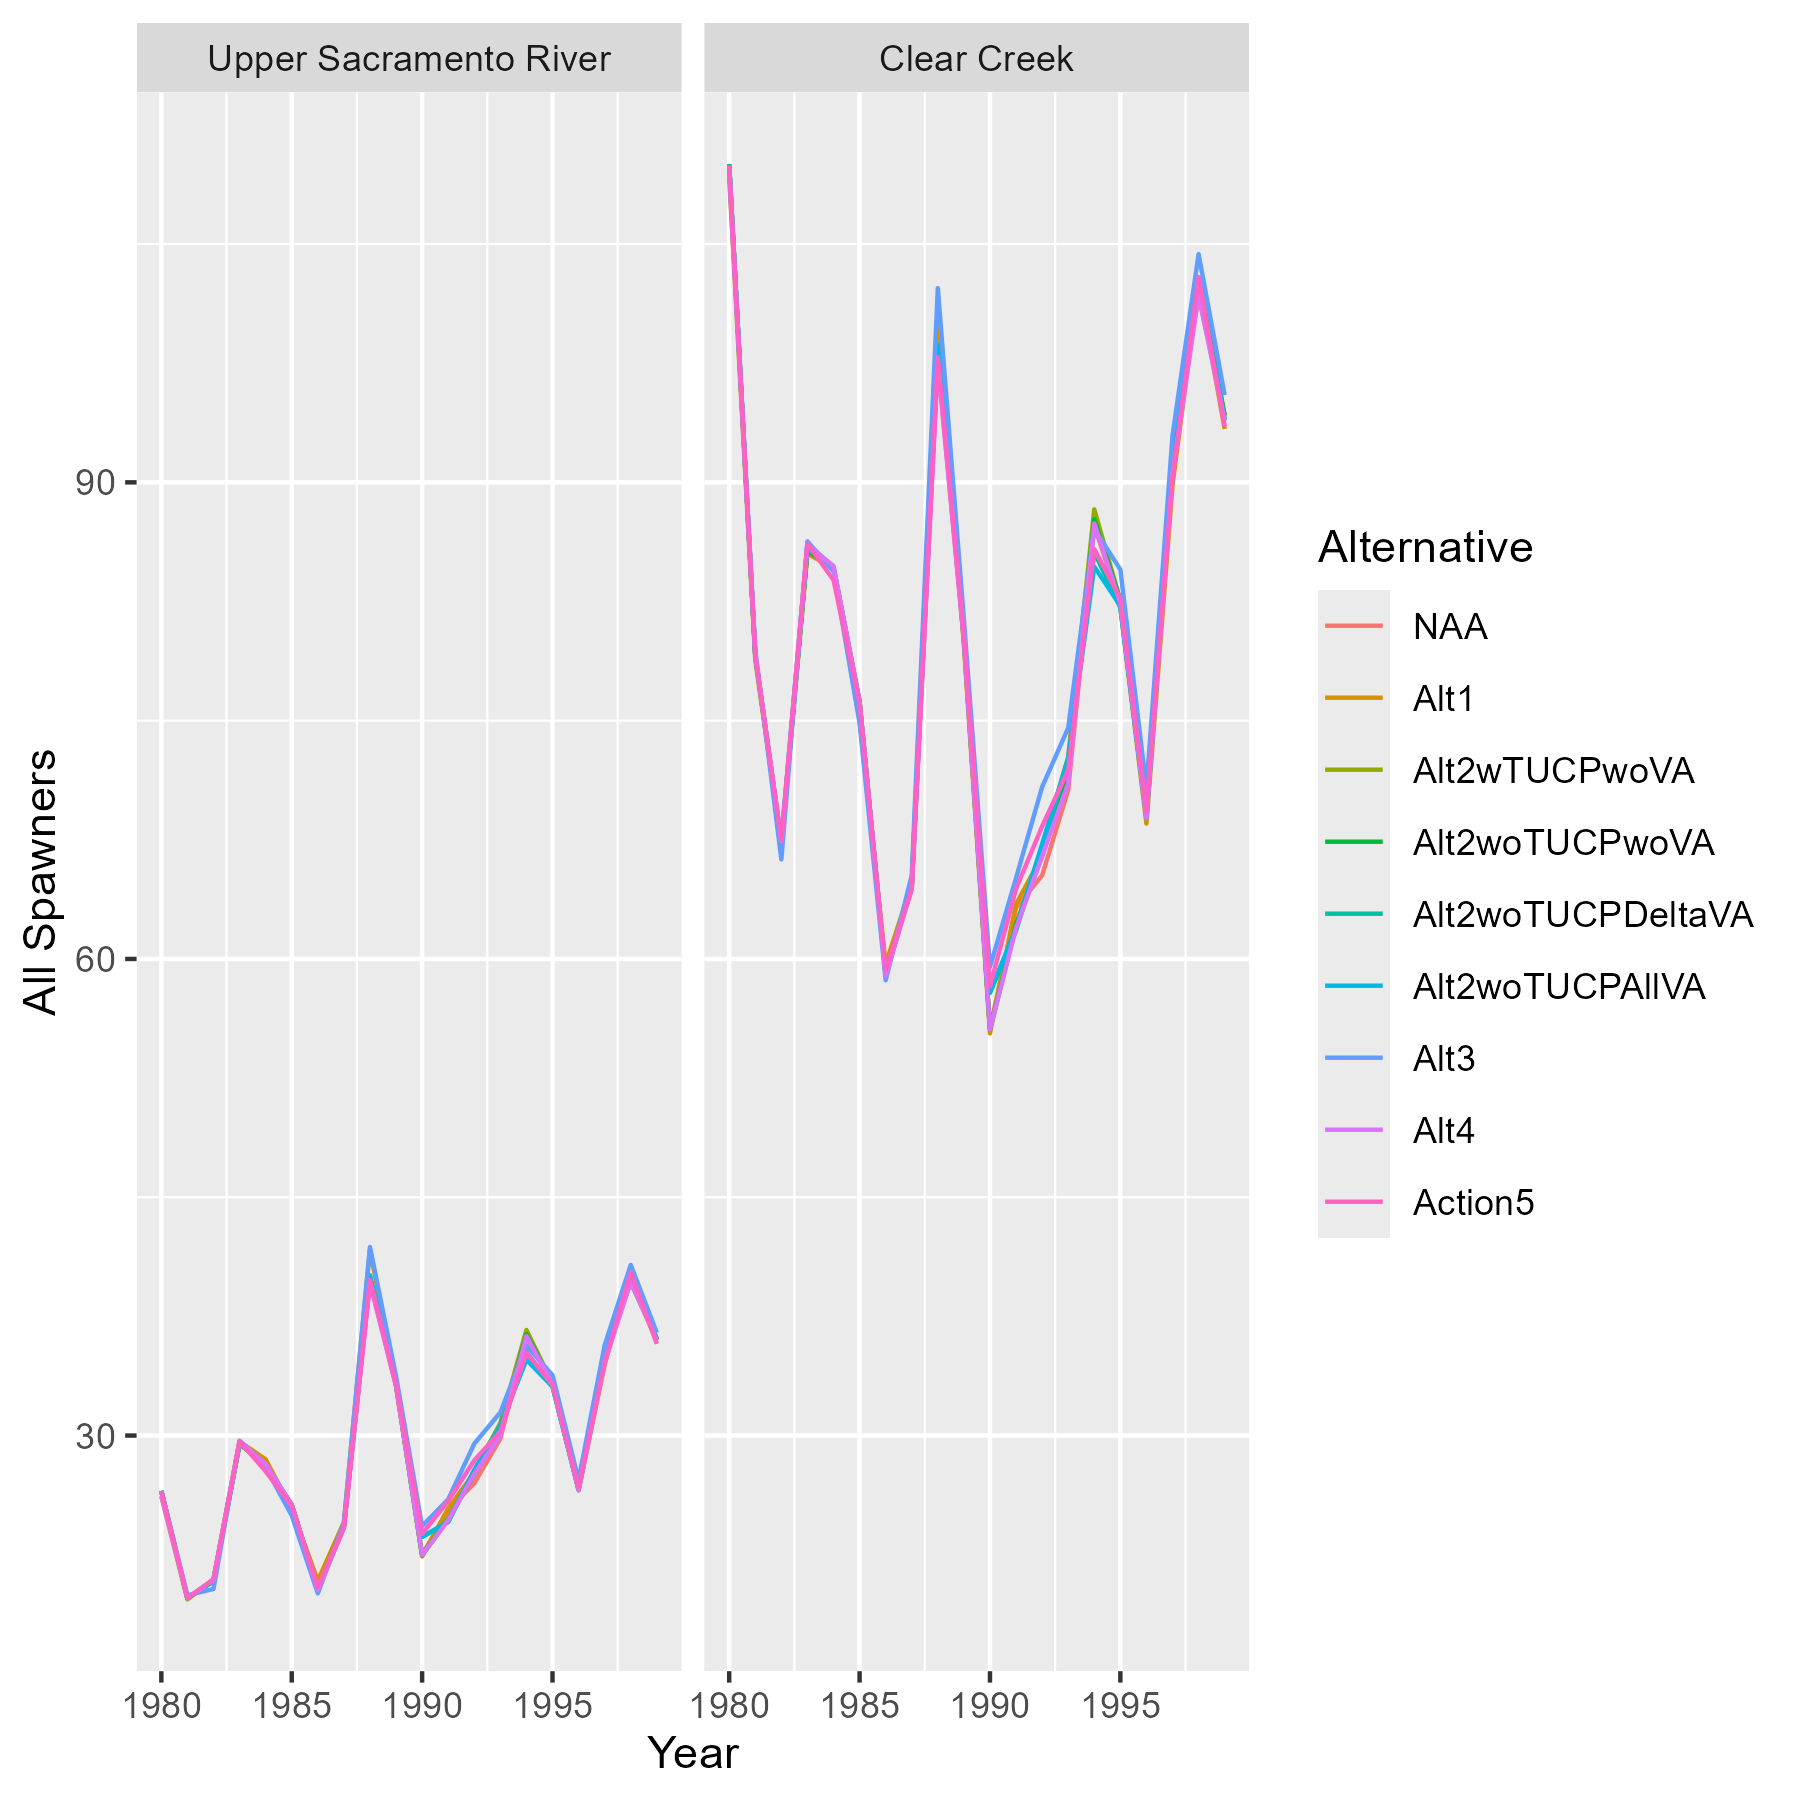 Upper Sacramento River
Clear Creek
All Spawners
90
60
30
1980
1985
1990
1995
1980
1985
1990
1995
Year
Alternative
NAA
Alt1
Alt2wTUCPwoVA
Alt2woTUCPwoVA
Alt2woTUCPDeltaVA
Alt2woTUCPAllVA
Alt3
Alt4
Action5